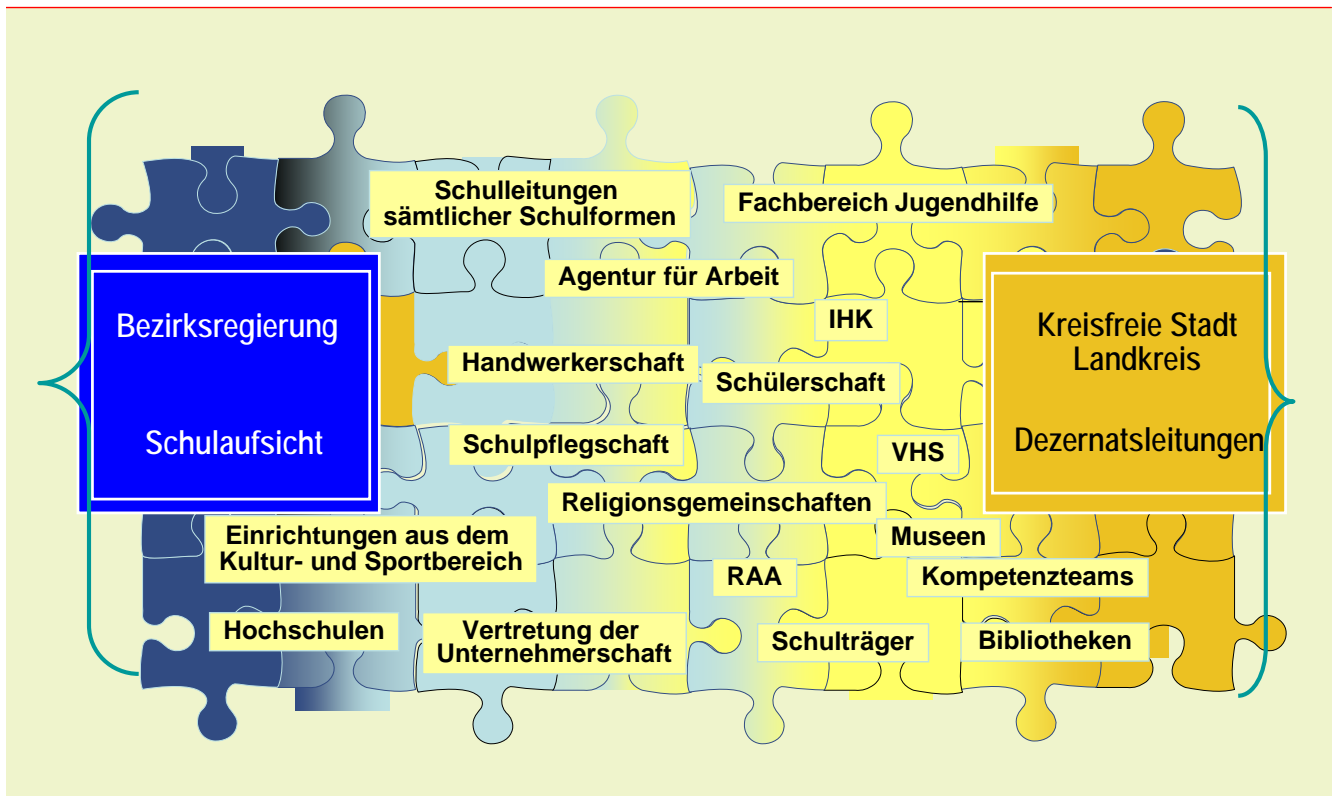 Schulleitungen
sämtlicher Schulformen
Fachbereich Jugendhilfe
Agentur für Arbeit
IHK
Bezirksregierung
Schulaufsicht
Kreisfreie Stadt
Landkreis
Dezernatsleitungen
Handwerkerschaft
Schülerschaft
Schulpflegschaft
VHS
Religionsgemeinschaften
Einrichtungen aus dem
Kultur- und Sportbereich
Museen
RAA
Kompetenzteams
Hochschulen
Vertretung der
Unternehmerschaft
Schulträger
Bibliotheken